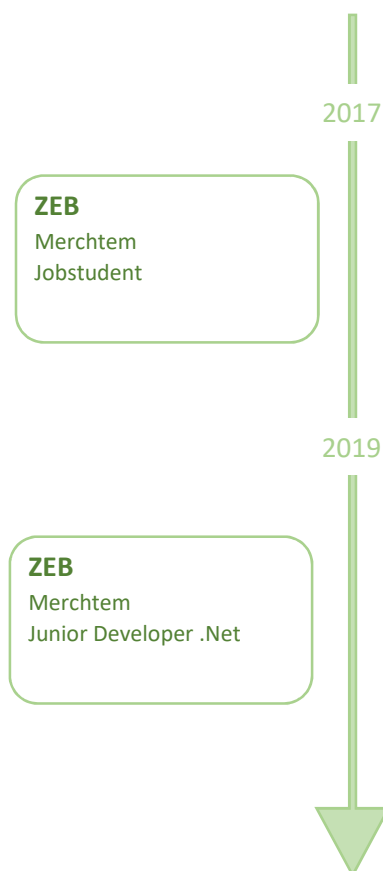 2017
ZEB
Merchtem
Jobstudent
2019
ZEB
Merchtem
Junior Developer .Net